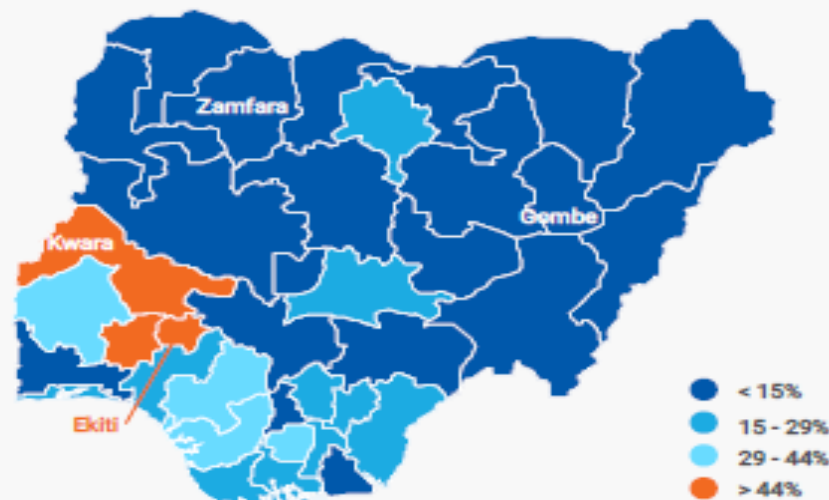 Zamfara
Gombe
Kwara
Ekiti
< 15%
15 - 29%
29 - 44%
> 44%